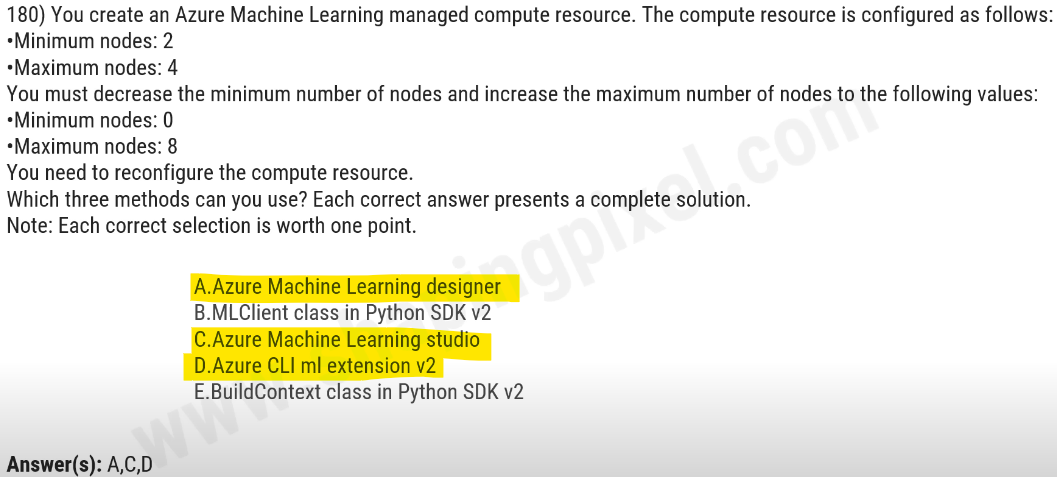 180) You create an Azure Machine Learning managed compute resource. The compute resource is configured as follows:
•Minimum nodes: 2
•Maximum nodes: 4
You must decrease the minimum number of nodes and increase the maximum number of nodes to the following values:
•Minimum nodes: 0
•Maximum nodes: 8
You need to reconfigure the compute resource.
Which three methods can you use? Each correct answer presents a complete solution.
Note: Each correct selection is worth one point.
A.Azure Machine Learning designer
B.MLClient class in Python SDK v2
C.Azure Machine Learning studio
D.Azure CLI ml extension v2
E.BuildContext class in Python SDK v2
Answer(s): A,C,D